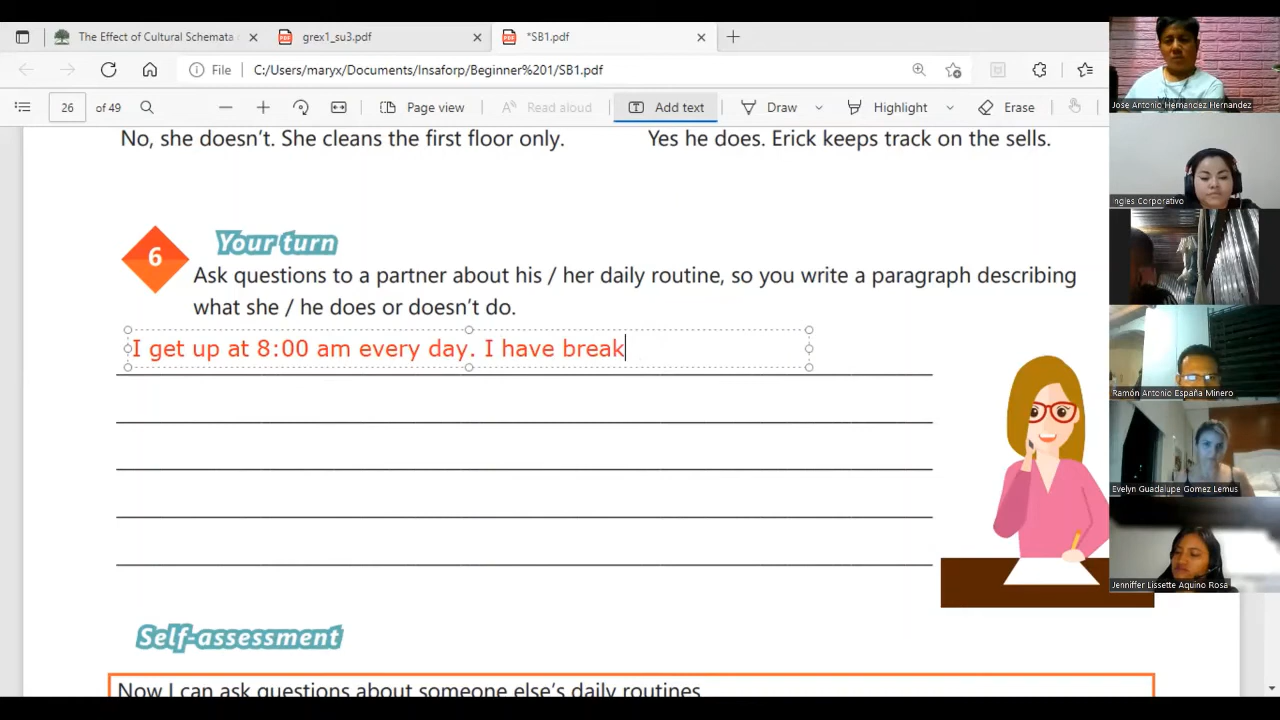 The Effect of Cultural Schemata
grex1_su3.pdf
*SB1.pdf
File C:/Users/maryx/Documents/Insaforp/Beginner%201/SB1.pdf
26 of 49 Page view Read aloud Add text Draw Highlight Erase
No, she doesn't. She cleans the first floor only.
Yes he does. Erick keeps track on the sells.
6
Your turn
Ask questions to a partner about his / her daily routine, so you write a paragraph describing
what she / he does or doesn't do.
I get up at 8:00 am every day. I have break
Self-assessment
Now I can ask questions about someone else's daily routines
Jose Antonio Hernandez Hernandez
ngles Corporativo
Ramón Antonio España Minero
Evelyn Guadalupe Gomez Lemus
Jenniffer Lissette Aquino Rosa